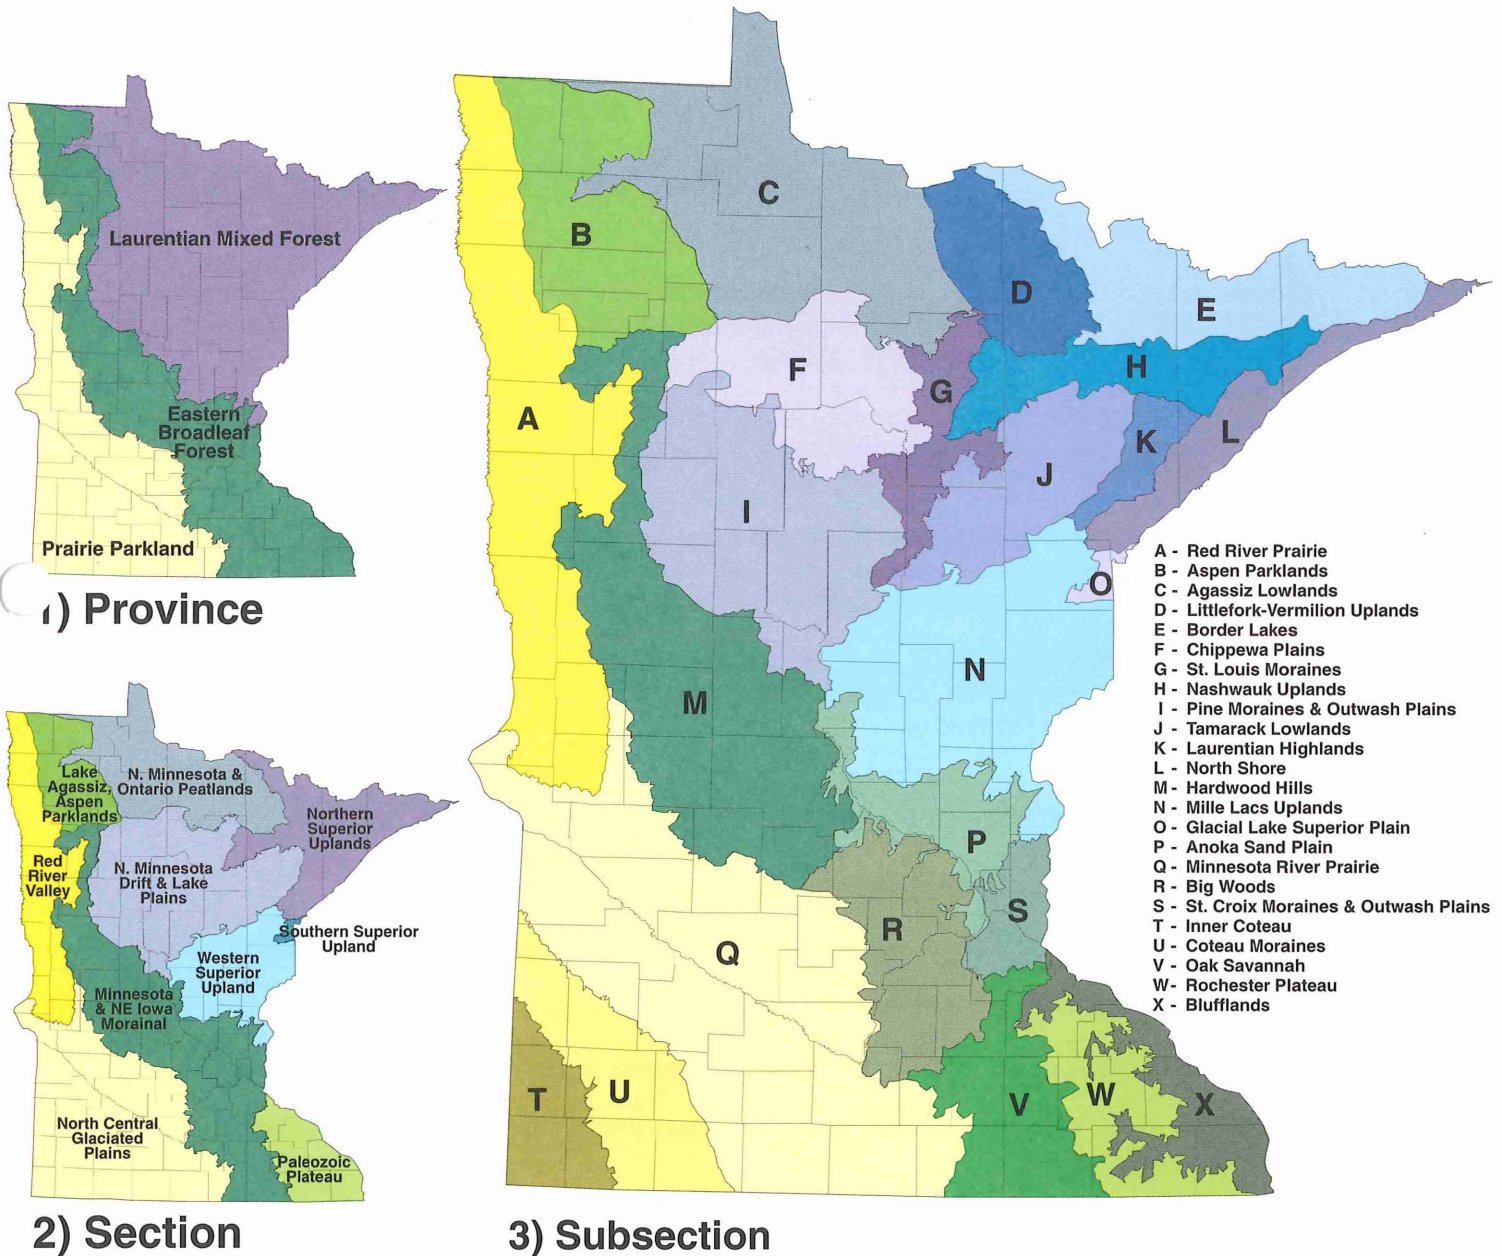 Laurentian Mixed Forest
Eastern
Broadleaf
Forest
Prairie Parkland
1) Province
Lake
Agassiz,
Aspen
Parklands
N. Minnesota &
Ontario Peatlands
Northern
Superior
Uplands
Red
River
Valley
N. Minnesota
Drift & Lake
Plains
Southern Superior
Upland
Western
Superior
Upland
Minnesota
& NE Iowa
Morainal
North Central
Glaciated
Plains
Paleozoic
Plateau
2) Section
A
B
C
D
E
F
G
H
I
J
K
L
M
N
O
P
Q
R
S
T
U
V
W
X
A - Red River Prairie
B - Aspen Parklands
C - Agassiz Lowlands
D - Littlefork-Vermilion Uplands
E - Border Lakes
F - Chippewa Plains
G - St. Louis Moraines
H - Nashwauk Uplands
I - Pine Moraines & Outwash Plains
J - Tamarack Lowlands
K - Laurentian Highlands
L - North Shore
M - Hardwood Hills
N - Mille Lacs Uplands
O - Glacial Lake Superior Plain
P - Anoka Sand Plain
Q - Minnesota River Prairie
R - Big Woods
S - St. Croix Moraines & Outwash Plains
T - Inner Coteau
U - Coteau Moraines
V - Oak Savannah
W - Rochester Plateau
X - Blufflands
3) Subsection